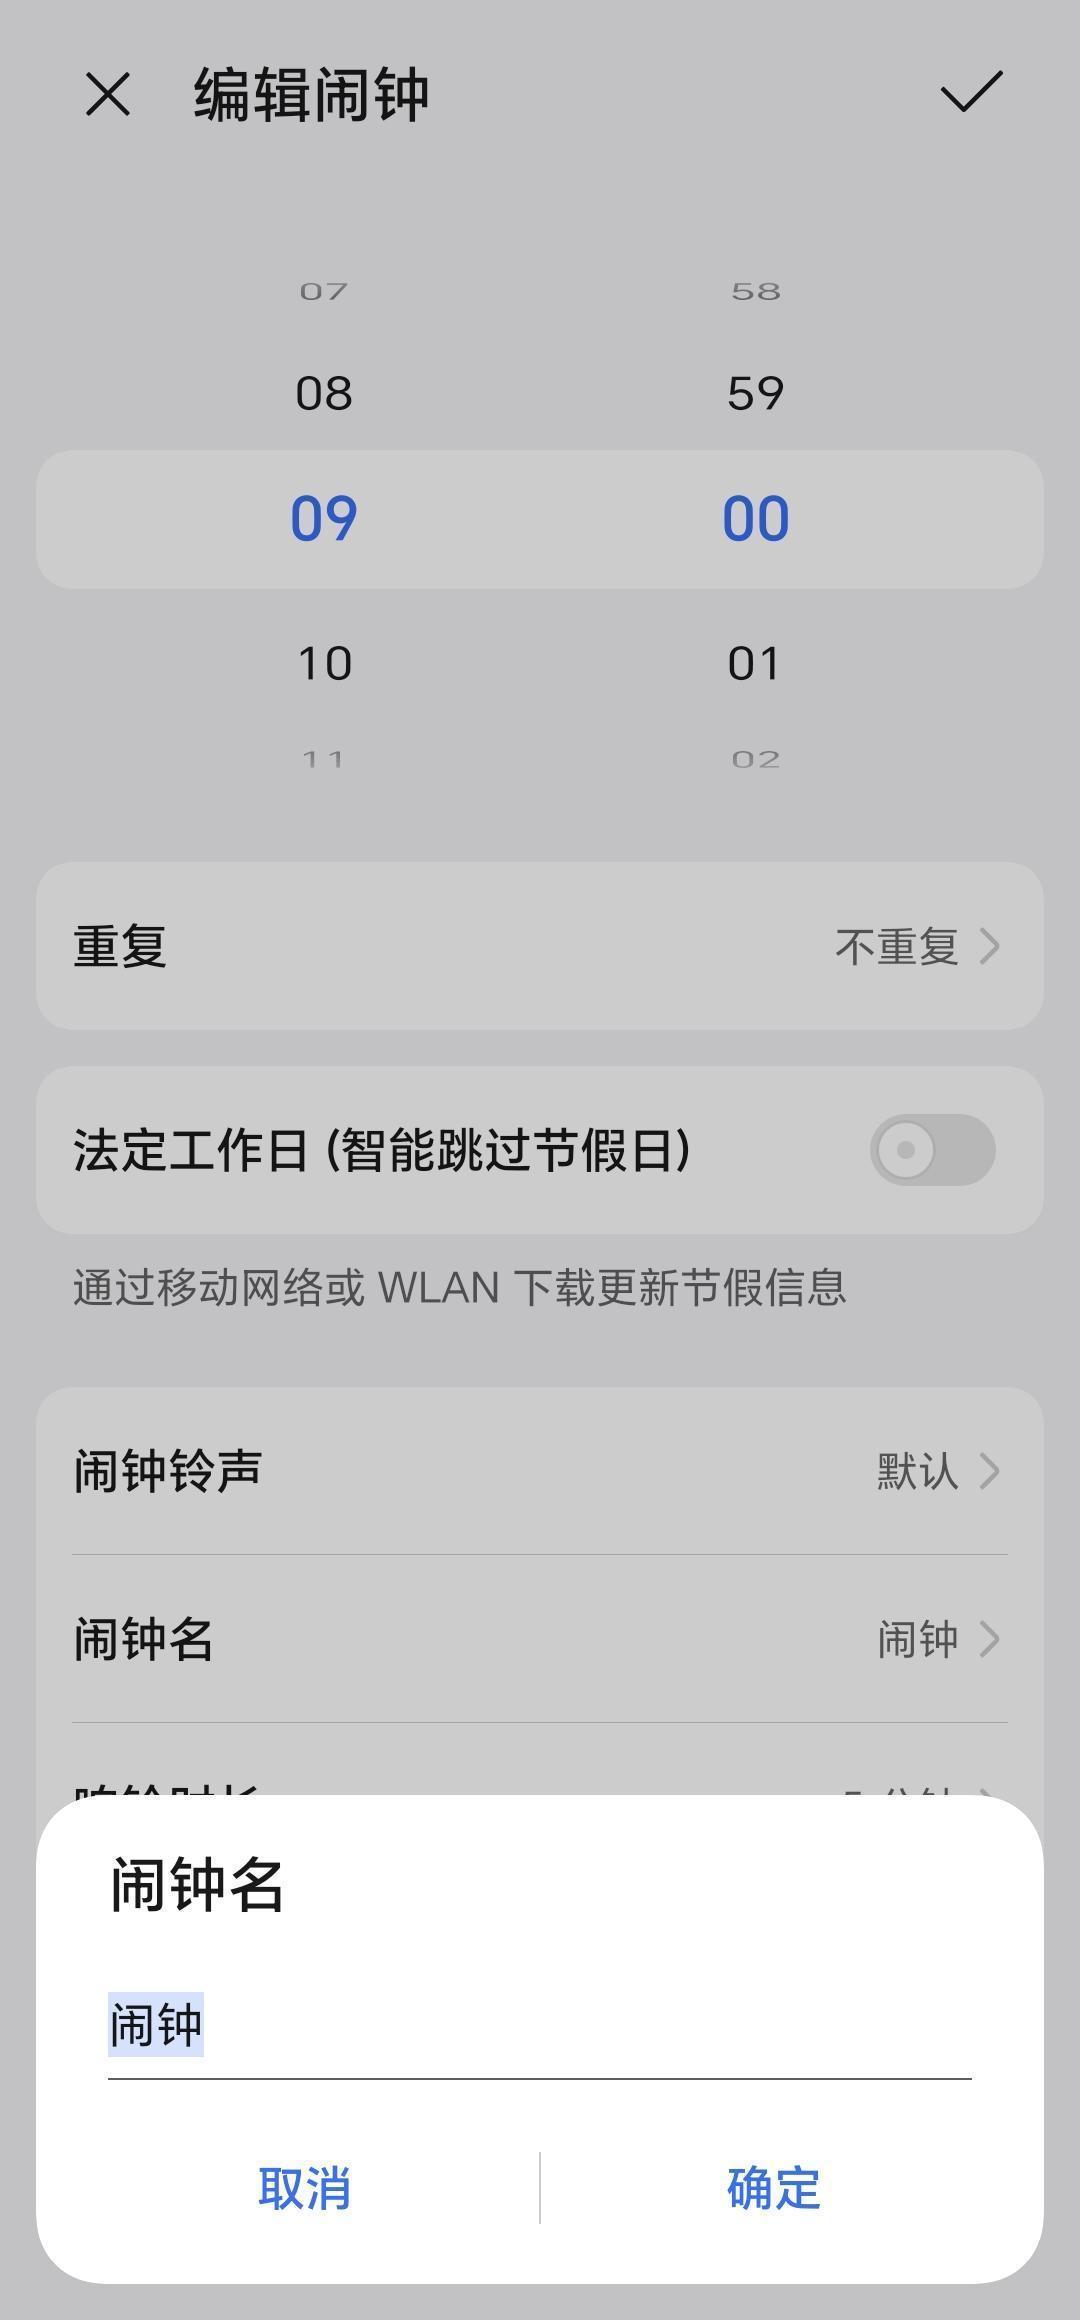 编辑闹钟
07 58
08 59
09 00
10 01
11 02
重复 不重复
法定工作日 (智能跳过节假日)
通过移动网络或 WLAN 下载更新节假信息
闹钟铃声 默认
闹钟名 闹钟
闹钟名
闹钟
取消 确定